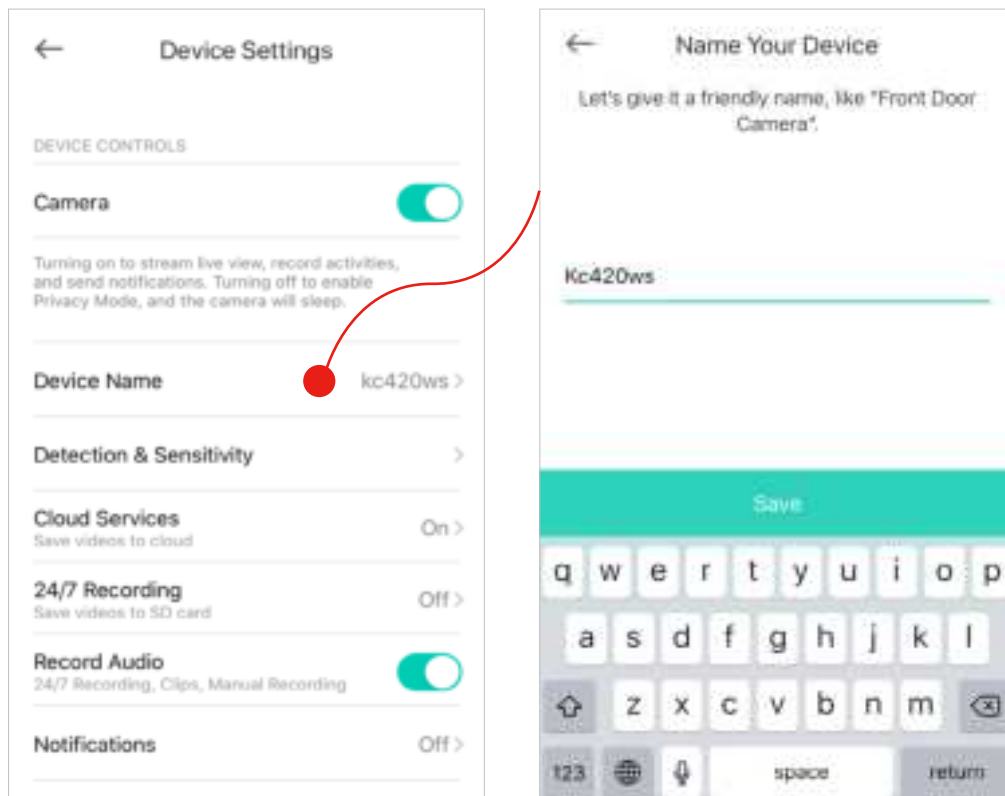 Device Settings
DEVICE CONTROLS
Camera
Turning on to stream live view, record activities,
and send notifications. Turning off to enable
Privacy Mode, and the camera will sleep.
Device Name kc420ws
Detection & Sensitivity
Cloud Services On
Save videos to cloud
24/7 Recording Off
Save videos to SD card
Record Audio
24/7 Recording, Clips, Manual Recording
Notifications Off
Name Your Device
Let's give it a friendly name, like "Front Door
Camera".
Kc420ws
Save
q w e r t y u i o p
a s d f g h j k l
z x c v b n m
123 space return